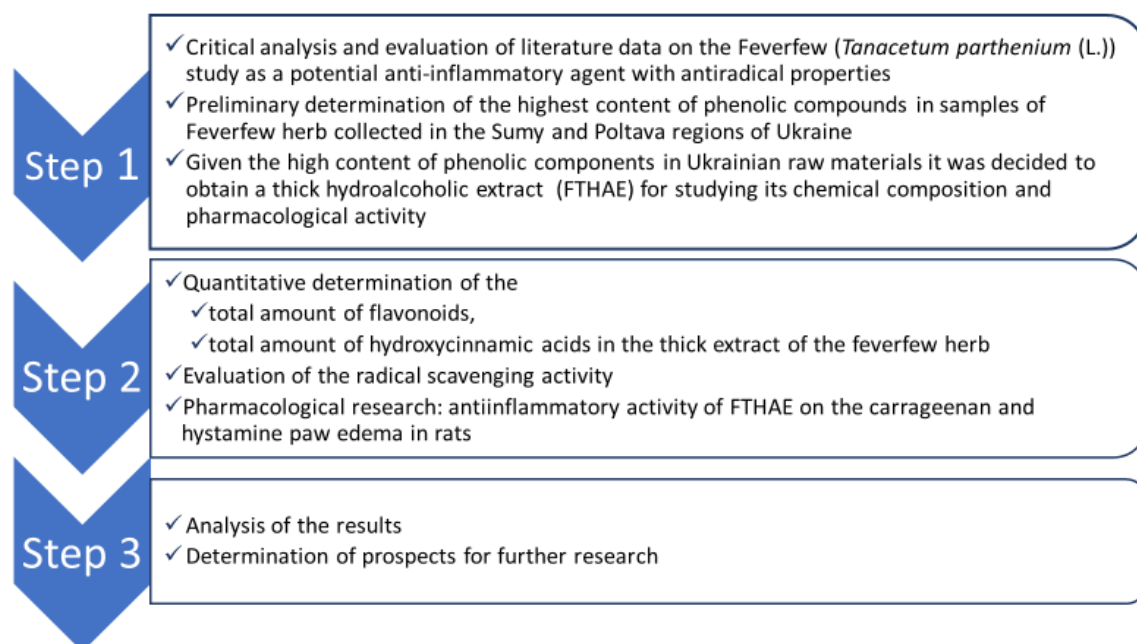 Step 1
✓Critical analysis and evaluation of literature data on the Feverfew (Tanacetum parthenium (L.))
study as a potential anti-inflammatory agent with antiradical properties
✓Preliminary determination of the highest content of phenolic compounds in samples of
Feverfew herb collected in the Sumy and Poltava regions of Ukraine
✓Given the high content of phenolic components in Ukrainian raw materials it was decided to
obtain a thick hydroalcoholic extract (FTHAE) for studying its chemical composition and
pharmacological activity
Step 2
✓Quantitative determination of the
✓total amount of flavonoids,
✓total amount of hydroxycinnamic acids in the thick extract of the feverfew herb
✓Evaluation of the radical scavenging activity
✓Pharmacological research: antiinflammatory activity of FTHAE on the carrageenan and
hystamine paw edema in rats
Step 3
✓Analysis of the results
✓Determination of prospects for further research